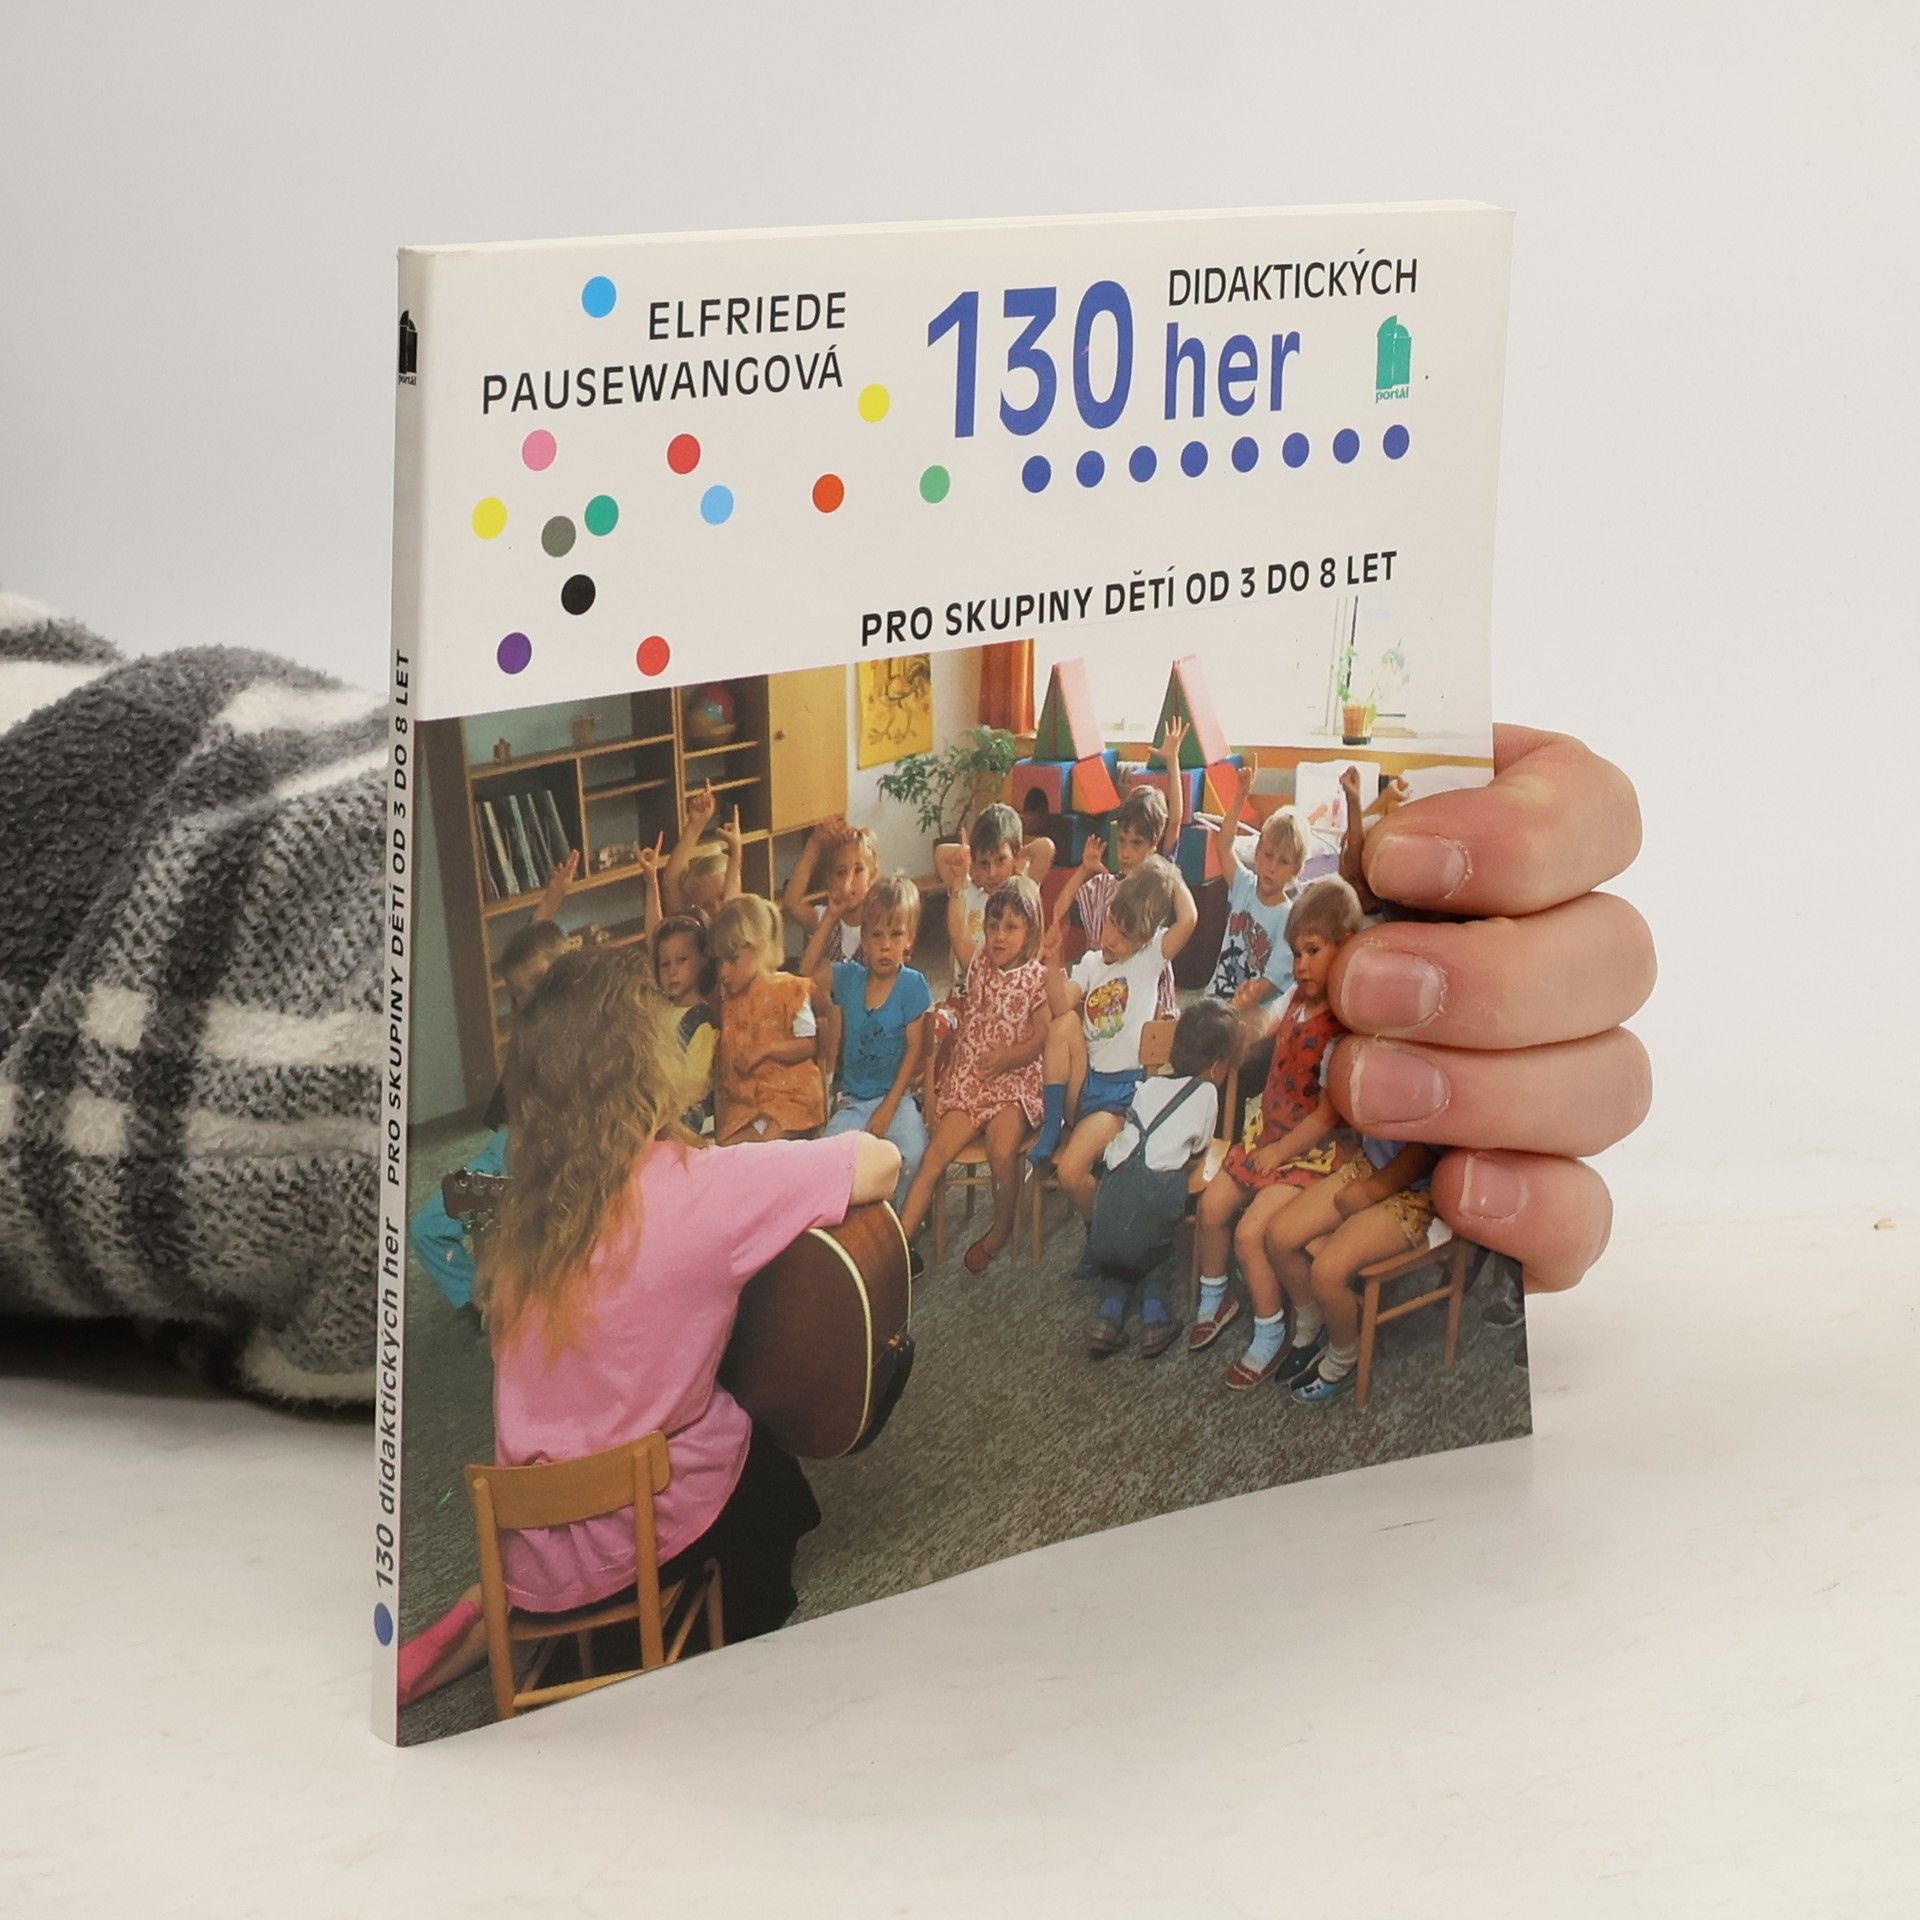 ELFRIEDE
PAUSEWANGOVÁ
130 DIDAKTICKÝCH
her
portál
PRO SKUPINY DĚTÍ OD 3 DO 8 LET
portál
130 didaktických her PRO SKUPINY DĚTÍ OD 3 DO 8 LET